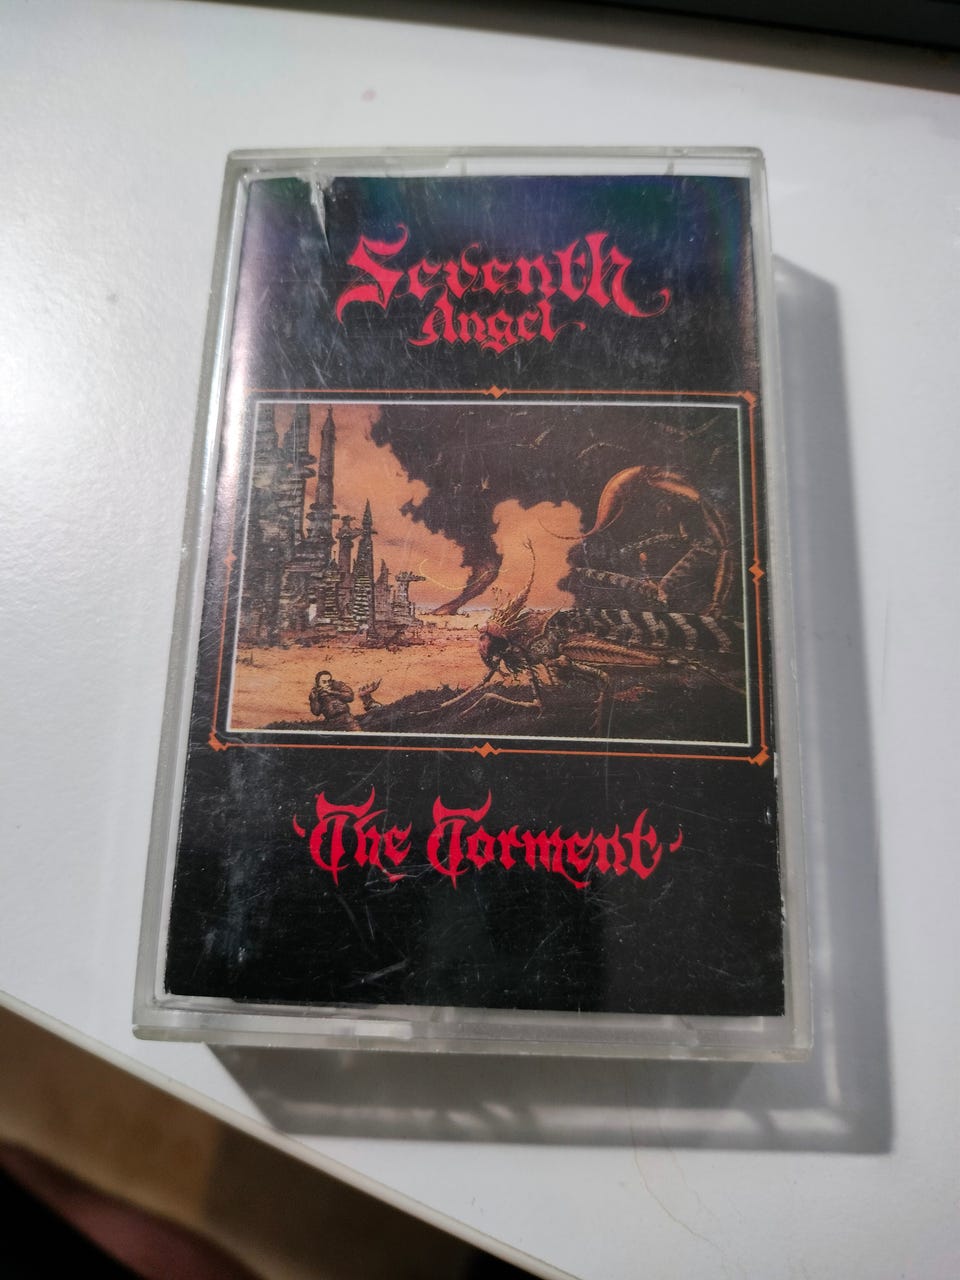 Seventh
Angel
The Torment